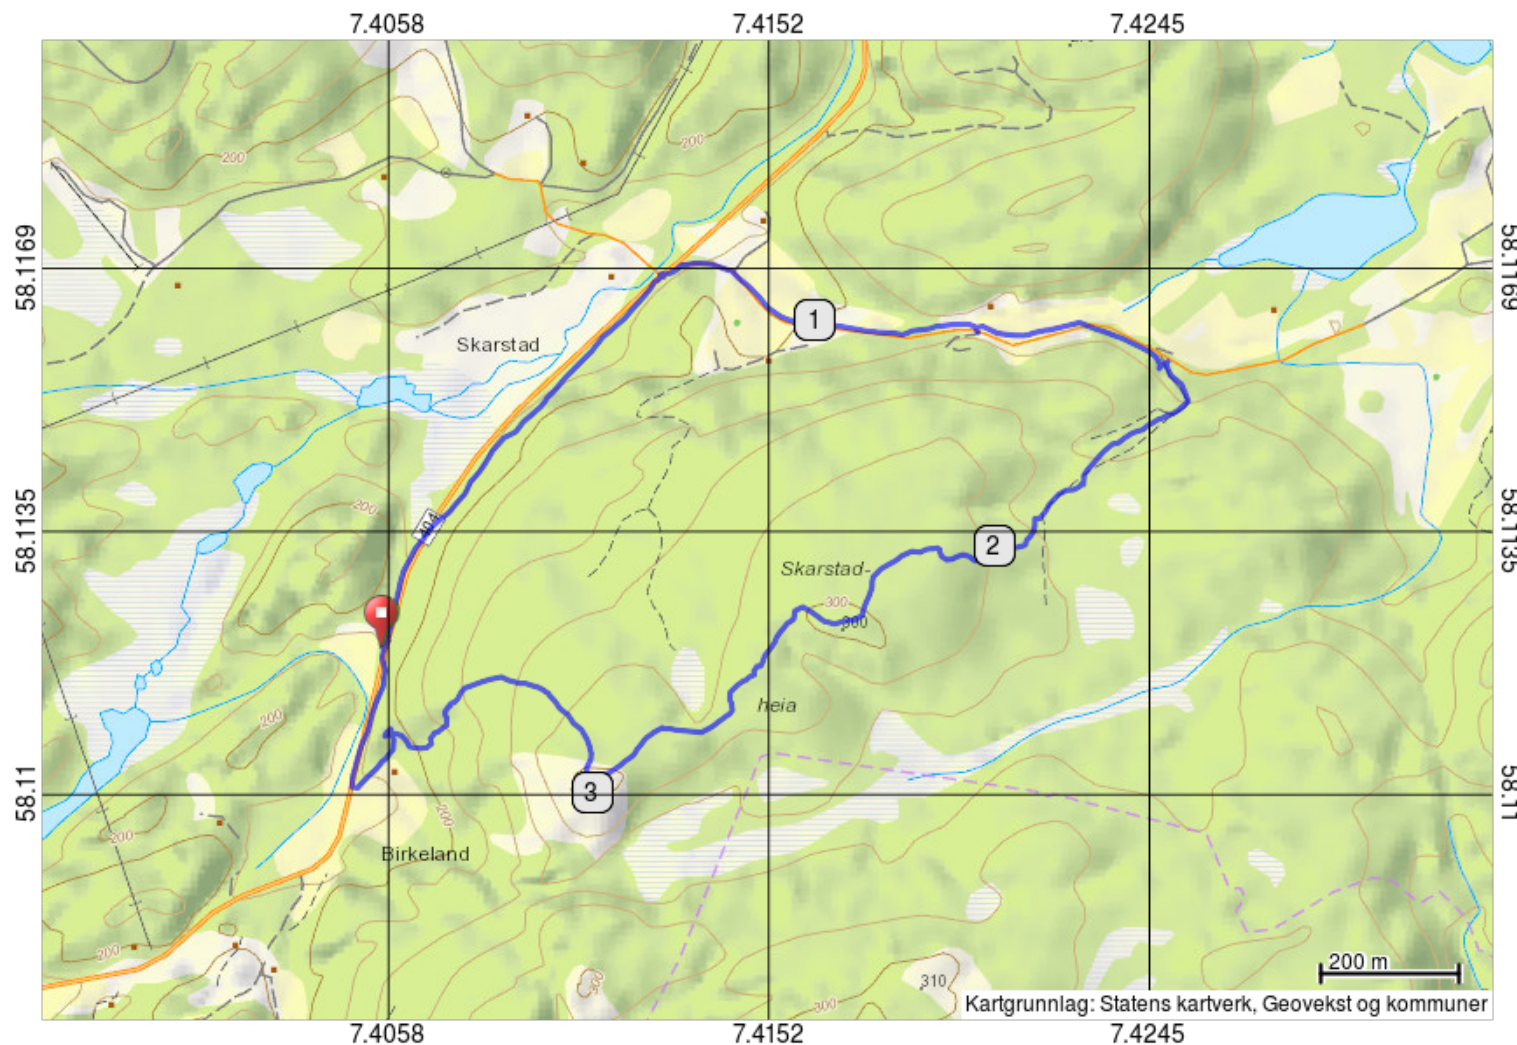 7.4058 7.4152 7.4245
200
200
58.1169 58.1169
1
Skarstad
200
404
58.1135 58.1135
2
Skarstad-
300
300
heia
200
3
58.11 58.11
200
200
Birkeland
200
310
300
300
200 m
Kartgrunnlag: Statens kartverk, Geovekst og kommuner
7.4058 7.4152 7.4245